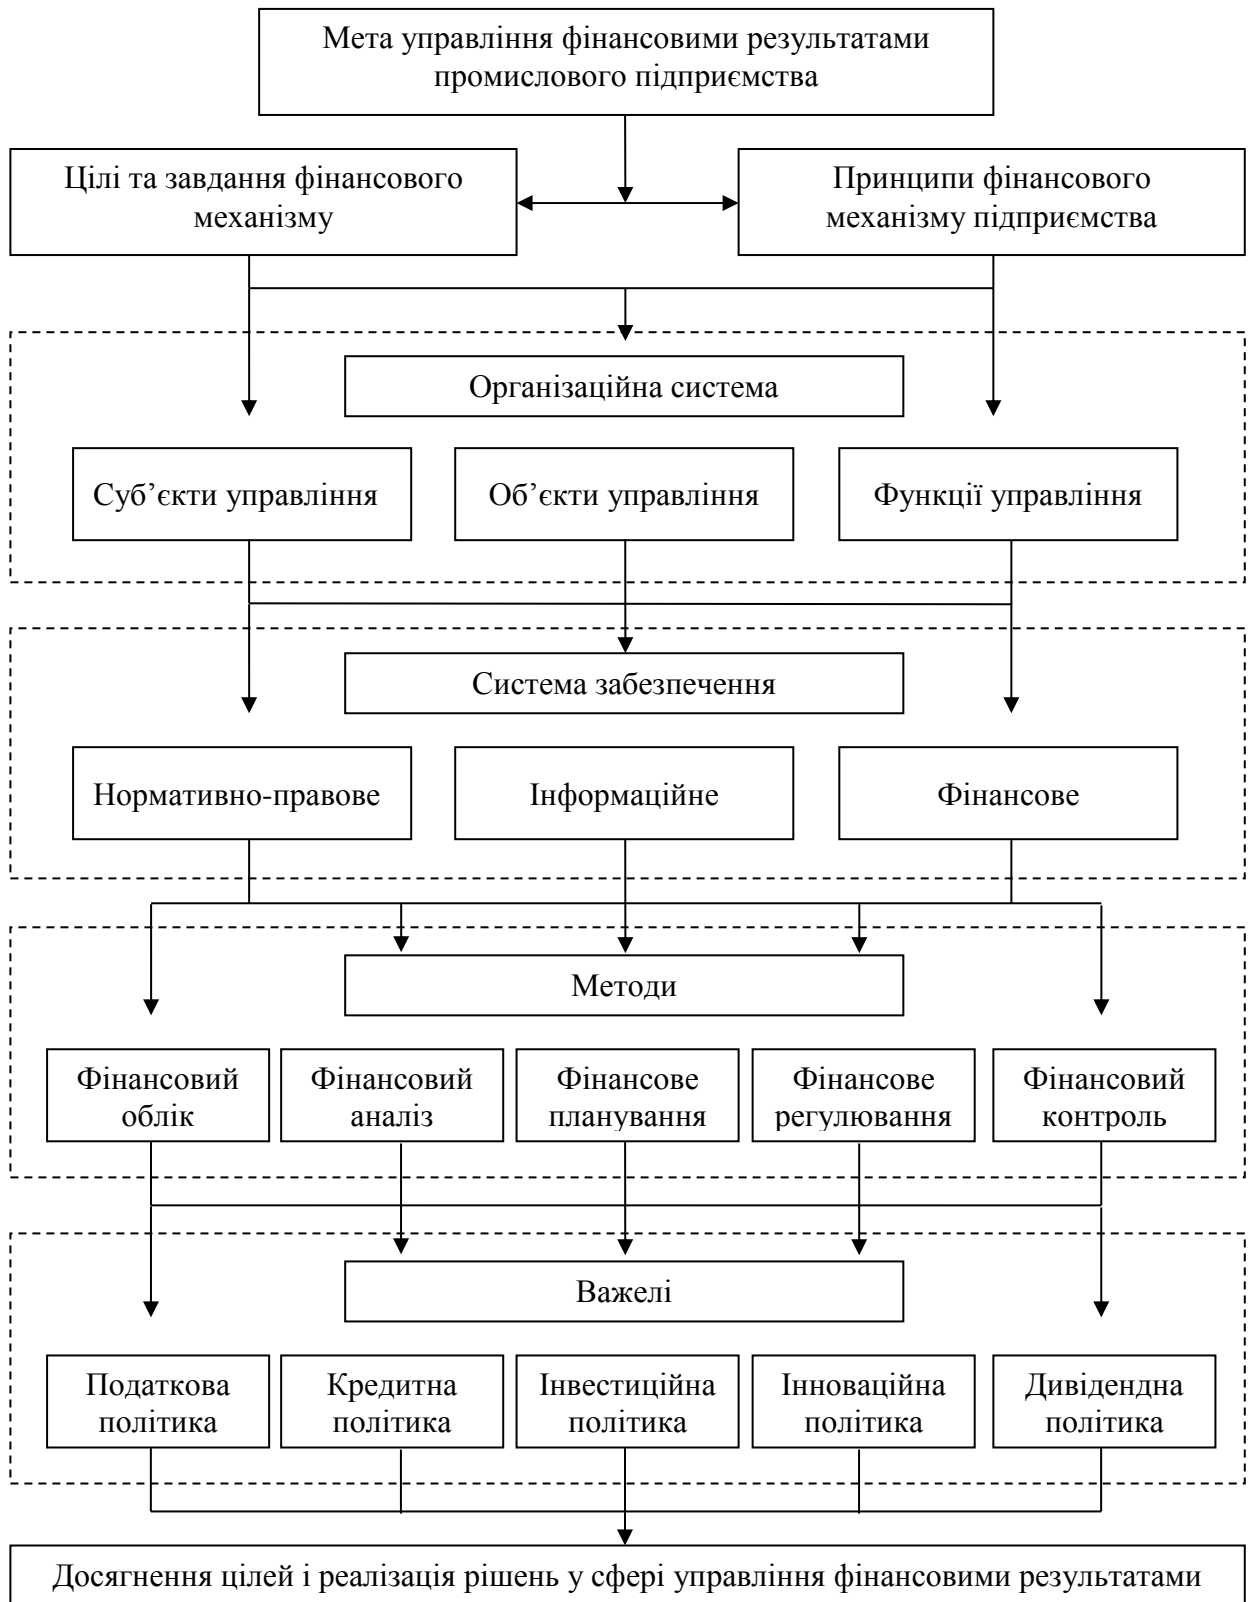 Мета управління фінансовими результатами
промислового підприємства
Цілі та завдання фінансового
механізму
Принципи фінансового
механізму підприємства
Організаційна система
Суб’єкти управління
Об’єкти управління
Функції управління
Система забезпечення
Нормативно-правове
Інформаційне
Фінансове
Методи
Фінансовий
облік
Фінансовий
аналіз
Фінансове
планування
Фінансове
регулювання
Фінансовий
контроль
Важелі
Податкова
політика
Кредитна
політика
Інвестиційна
політика
Інноваційна
політика
Дивідендна
політика
Досягнення цілей і реалізація рішень у сфері управління фінансовими результатами